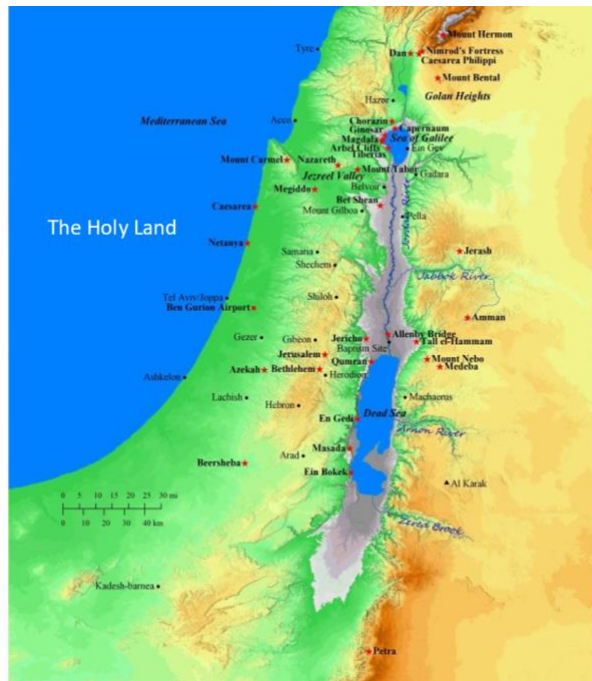 Mount Hermon
Tyre
Dan
Nimrod's Fortress
Caesarea Philippi
Mount Bental
Golan Heights
Hazor
Mediterranean Sea
Acco
Chorazin
Capernaum
Ginosar
Magdala
Sea of Galilee
Arbel Cliffs
Ein Gev
Tiberias
Mount Carmel
Nazareth
Mount Tabor
Jezreel Valley
Gadara
Megiddo
Belvoir
Bet Shean
Caesarea
Mount Gilboa
Pella
Jordan River
The Holy Land
Netanya
Samaria
Jerash
Shechem
Jabbok River
Tel Aviv/Joppa
Shiloh
Ben Gurion Airport
Amman
Gezer
Gibeon
Jericho
Allenby Bridge
Tall el-Hammam
Baptism Site
Jerusalem
Qumran
Mount Nebo
Azekah
Bethlehem
Medeba
Herodion
Ashkelon
Lachish
Hebron
Machaerus
En Gedi
Dead Sea
Arnon River
Masada
Arad
Beersheba
Ein Bokek
Al Karak
0 5 10 15 20 25 30 mi
0 10 20 30 40 km
Zered Brook
Kadesh-barnea
Petra